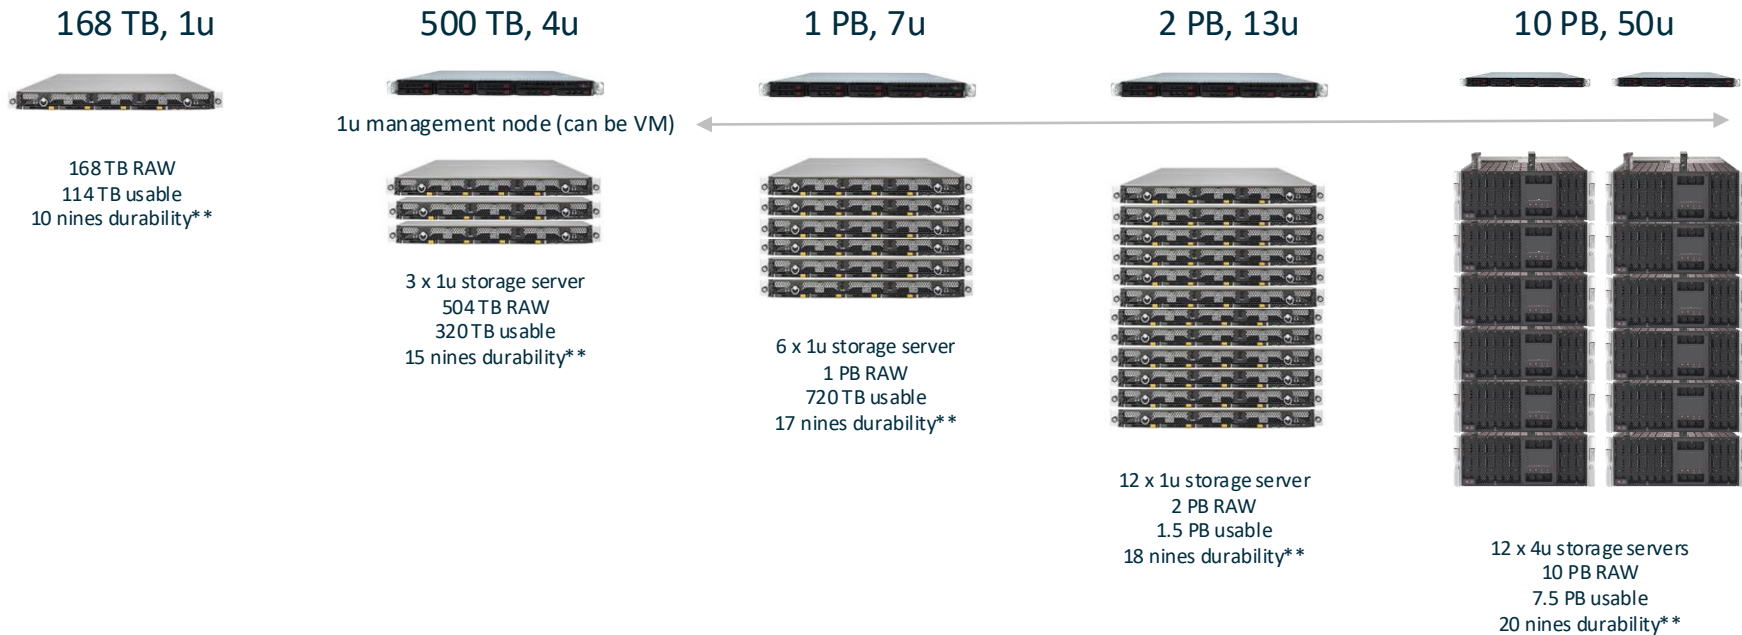 168 TB, 1u
500 TB, 4u
1 PB, 7u
2 PB, 13u
10 PB, 50u
1u management node (can be VM)
168 TB RAW
114 TB usable
10 nines durability**
3 x 1u storage server
504 TB RAW
320 TB usable
15 nines durability**
6 x 1u storage server
1 PB RAW
720 TB usable
17 nines durability**
12 x 1u storage server
2 PB RAW
1.5 PB usable
18 nines durability**
12 x 4u storage servers
10 PB RAW
7.5 PB usable
20 nines durability**